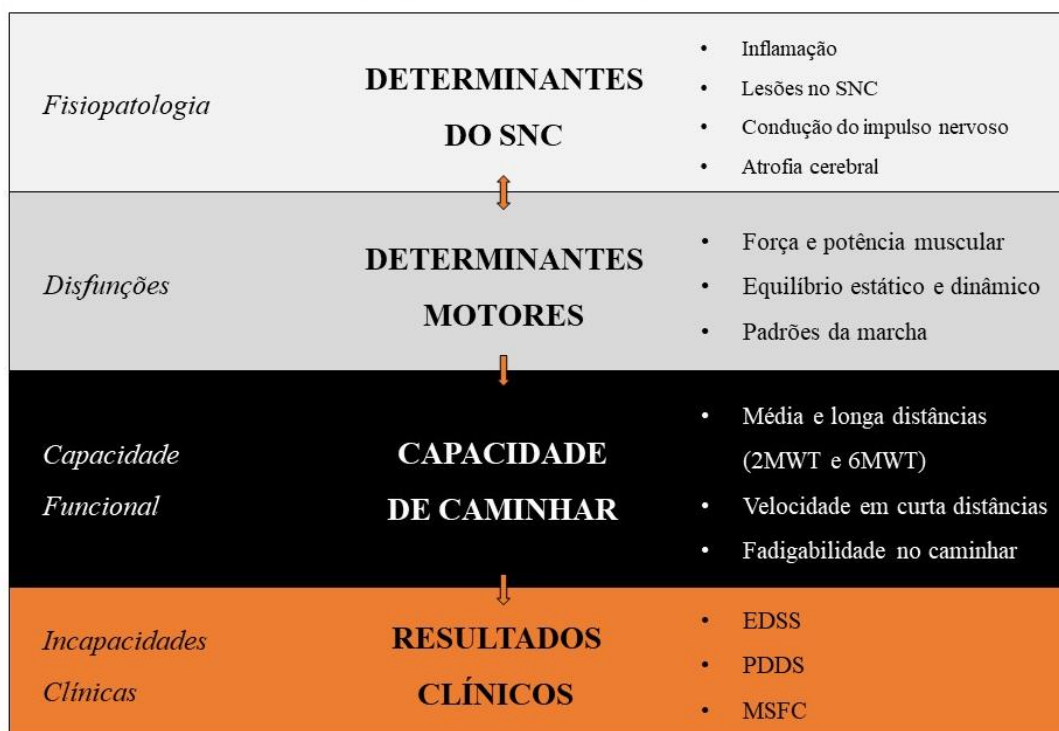 Fisiopatologia
DETERMINANTES
DO SNC
• Inflamação
• Lesões no SNC
• Condução do impulso nervoso
• Atrofia cerebral
Disfunções
DETERMINANTES
MOTORES
• Força e potência muscular
• Equilíbrio estático e dinâmico
• Padrões da marcha
Capacidade
Funcional
CAPACIDADE
DE CAMINHAR
• Média e longa distâncias
(2MWT e 6MWT)
• Velocidade em curta distâncias
• Fadigabilidade no caminhar
Incapacidades
Clínicas
RESULTADOS
CLÍNICOS
• EDSS
• PDDS
• MSFC